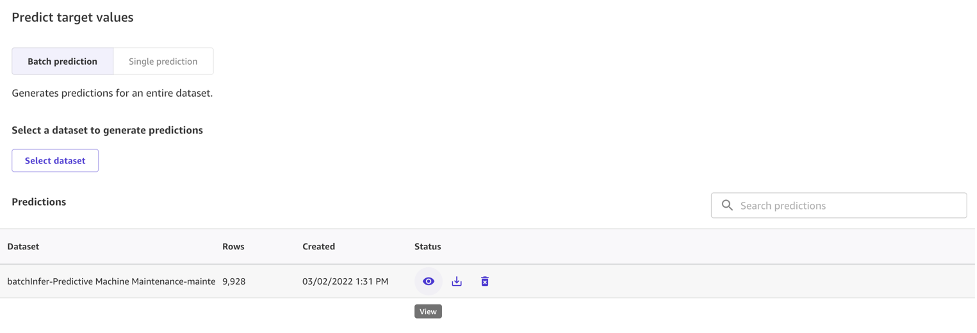 Predict target values
Batch prediction Single prediction
Generates predictions for an entire dataset.
Select a dataset to generate predictions
Select dataset
Predictions Search predictions
Dataset Rows Created Status
batchInfer-Predictive Machine Maintenance-mainte 9,928 03/02/2022 1:31 PM
View